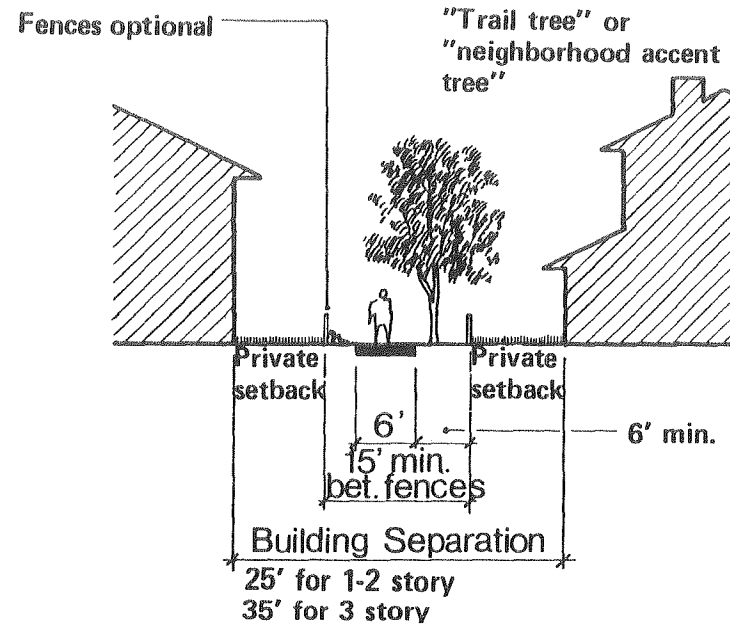 Fences optional
"Trail tree" or
"neighborhood accent
tree"
Private
setback
Private
setback
6'
6' min.
15' min.
bet. fences
Building Separation
25' for 1-2 story
35' for 3 story